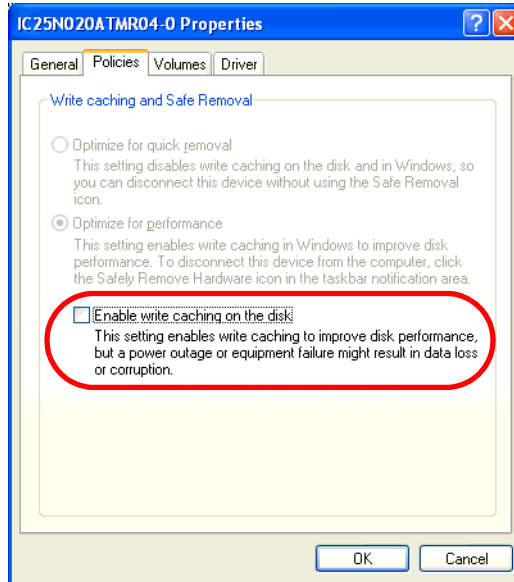 IC25N020ATMR04-0 Properties
General Policies Volumes Driver
Write caching and Safe Removal
Optimize for quick removal
This setting disables write caching on the disk and in Windows, so
you can disconnect this device without using the Safe Removal
icon.
Optimize for performance
This setting enables write caching in Windows to improve disk
performance. To disconnect this device from the computer, click
the Safely Remove Hardware icon in the taskbar notification area.
Enable write caching on the disk
This setting enables write caching to improve disk performance,
but a power outage or equipment failure might result in data loss
or corruption.
OK Cancel